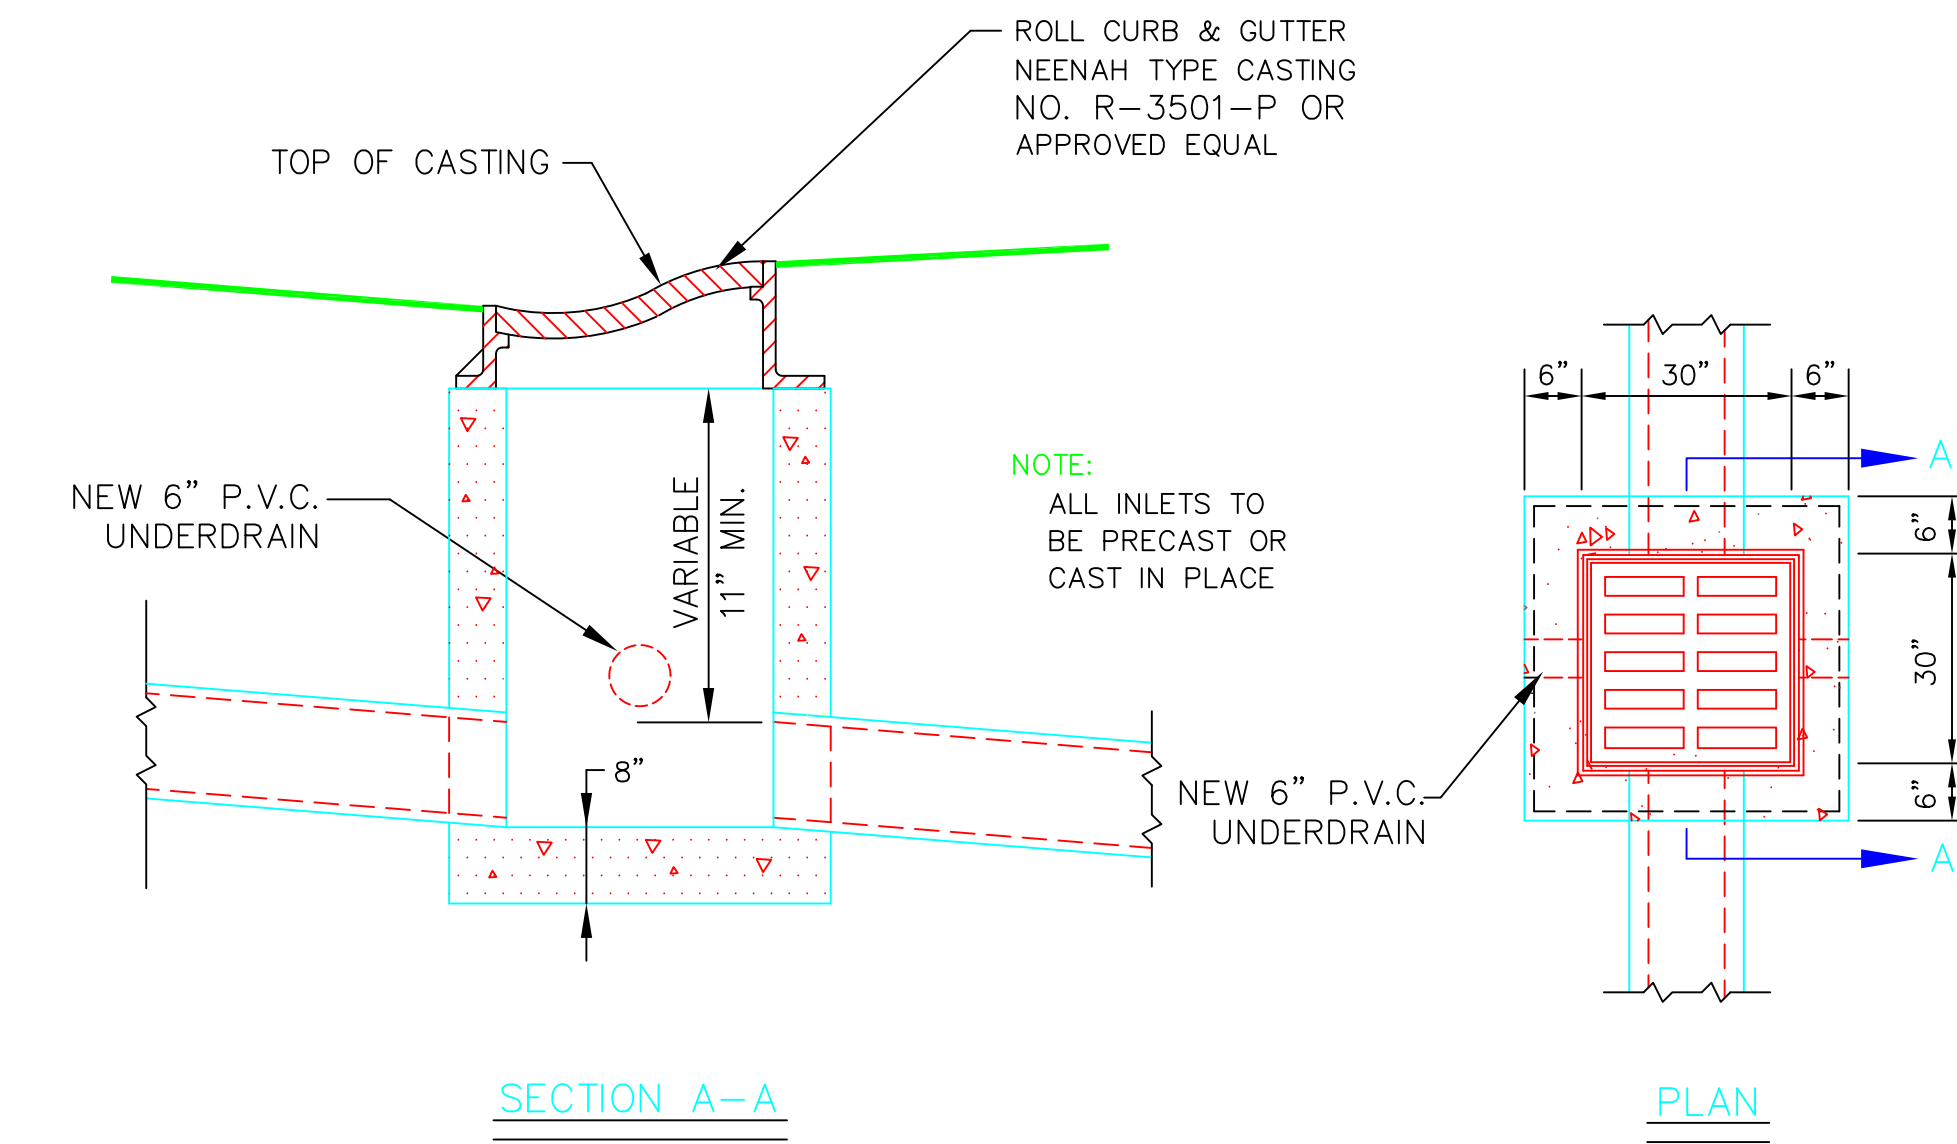 ROLL CURB & GUTTER
NEENAH TYPE CASTING
NO. R-3501-P OR
APPROVED EQUAL
TOP OF CASTING
NEW 6" P.V.C.
UNDERDRAIN
VARIABLE
11" MIN.
8"
NOTE:
ALL INLETS TO
BE PRECAST OR
CAST IN PLACE
6" 30" 6"
A
6"
30"
6"
NEW 6" P.V.C.
UNDERDRAIN
A
SECTION A-A
PLAN